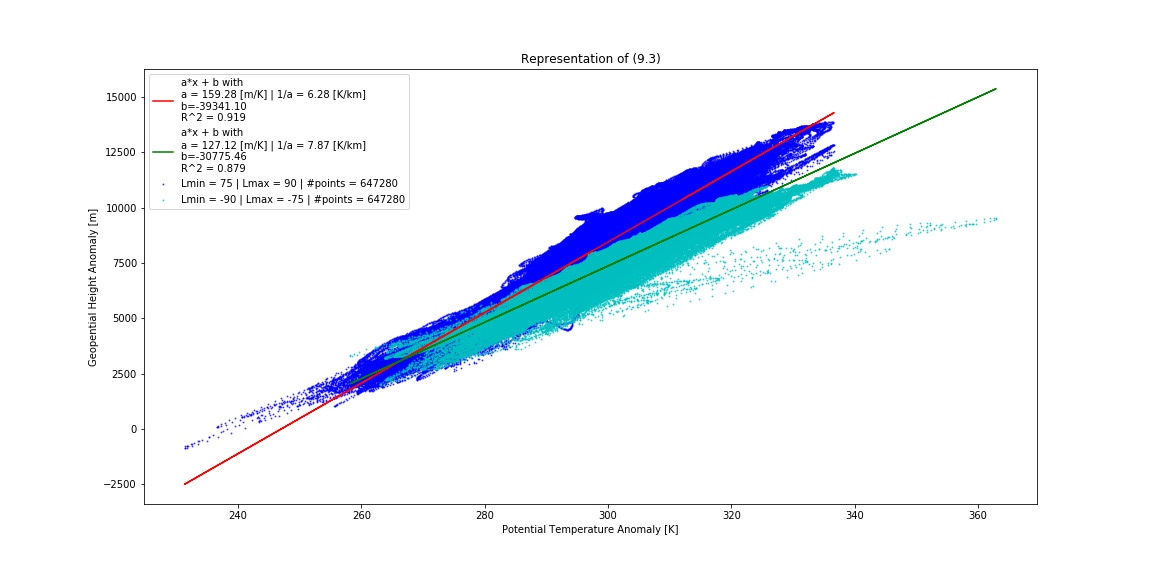 Representation of (9.3)
a*x + b with
a = 159.28 [m/K] | 1/a = 6.28 [K/km]
b=-39341.10
R^2 = 0.919
a*x + b with
a = 127.12 [m/K] | 1/a = 7.87 [K/km]
b=-30775.46
R^2 = 0.879
Lmin = 75 | Lmax = 90 | #points = 647280
Lmin = -90 | Lmax = -75 | #points = 647280
Geopential Height Anomaly [m]
15000
12500
10000
7500
5000
2500
0
−2500
240 260 280 300 320 340 360
Potential Temperature Anomaly [K]